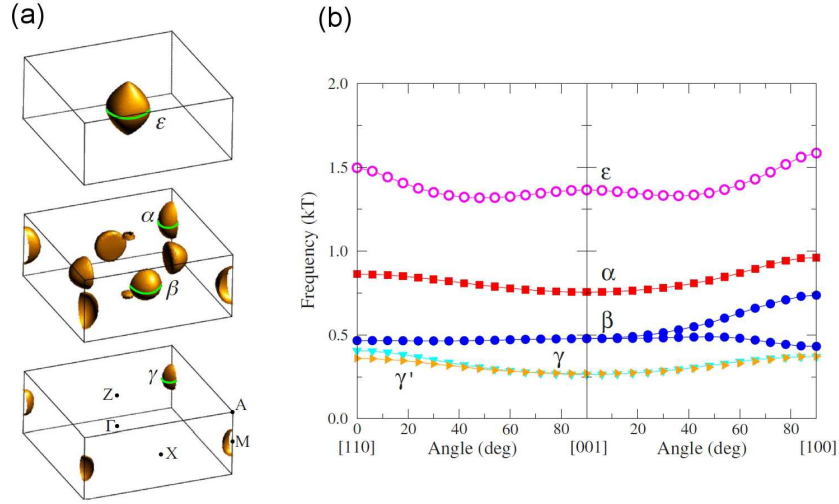 (a)
ε
α
β
γ
Z
Γ
A
M
X
(b)
2.0
1.5
1.0
0.5
0.0
Frequency (kT)
ε
α
β
γ
γ'
0 20 40 60 80 20 40 60 80
[110] Angle (deg) [001] Angle (deg) [100]